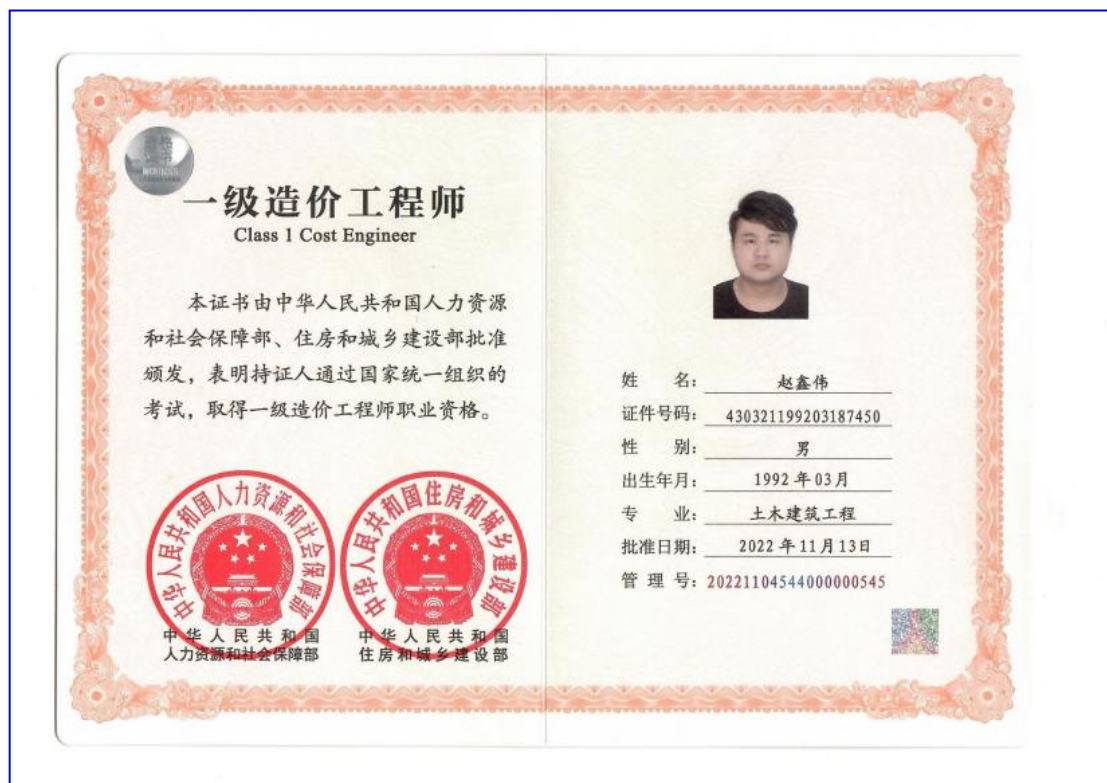 一级造价工程师
Class 1 Cost Engineer
本证书由中华人民共和国人力资源
和社会保障部、住房和城乡建设部批准
颁发，表明持证人通过国家统一组织的
考试，取得一级造价工程师职业资格。
中华人民共和国人力资源和社会保障部
中华人民共和国住房和城乡建设部
中华人民共和国
人力资源和社会保障部
中华人民共和国
住房和城乡建设部
姓 名： 赵鑫伟
证件号码： 430321199203187450
性 别： 男
出生年月： 1992年03月
专 业： 土木建筑工程
批准日期： 2022年11月13日
管 理 号： 20221104544000000545